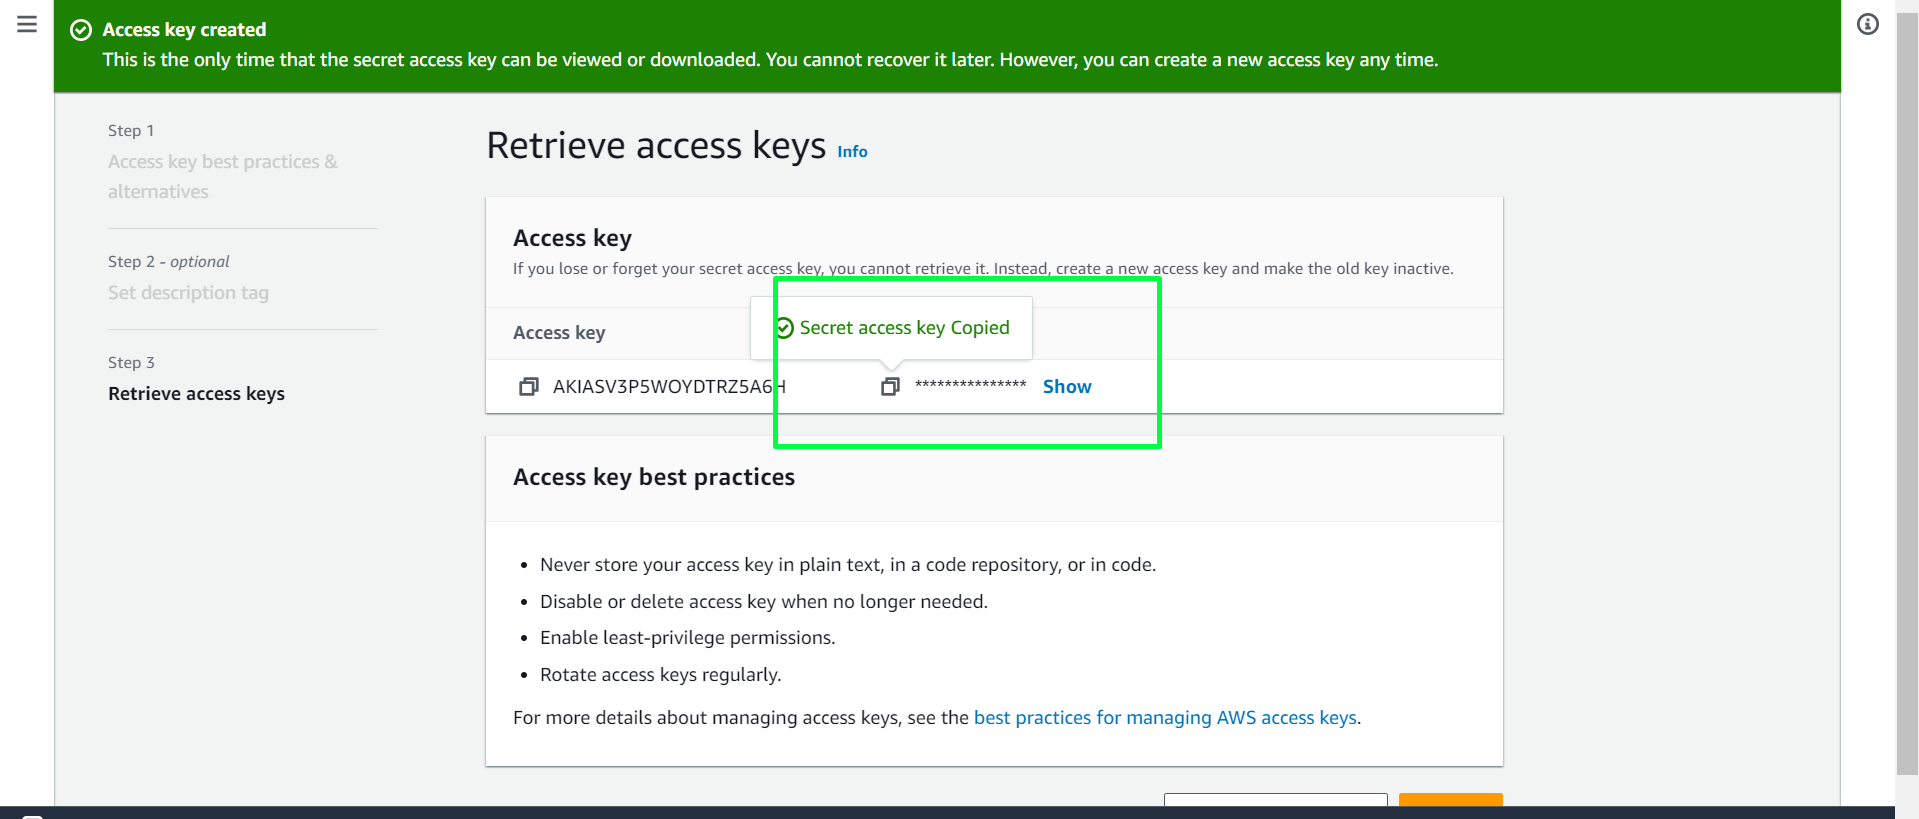 Access key created
This is the only time that the secret access key can be viewed or downloaded. You cannot recover it later. However, you can create a new access key any time.
Step 1
Access key best practices &
alternatives
Step 2 - optional
Set description tag
Step 3
Retrieve access keys
Retrieve access keys Info
Access key
If you lose or forget your secret access key, you cannot retrieve it. Instead, create a new access key and make the old key inactive.
Access key
Secret access key Copied
AKIASV3P5WOYDTRZ5A6H
*************** Show
Access key best practices
• Never store your access key in plain text, in a code repository, or in code.
• Disable or delete access key when no longer needed.
• Enable least-privilege permissions.
• Rotate access keys regularly.
For more details about managing access keys, see the best practices for managing AWS access keys.